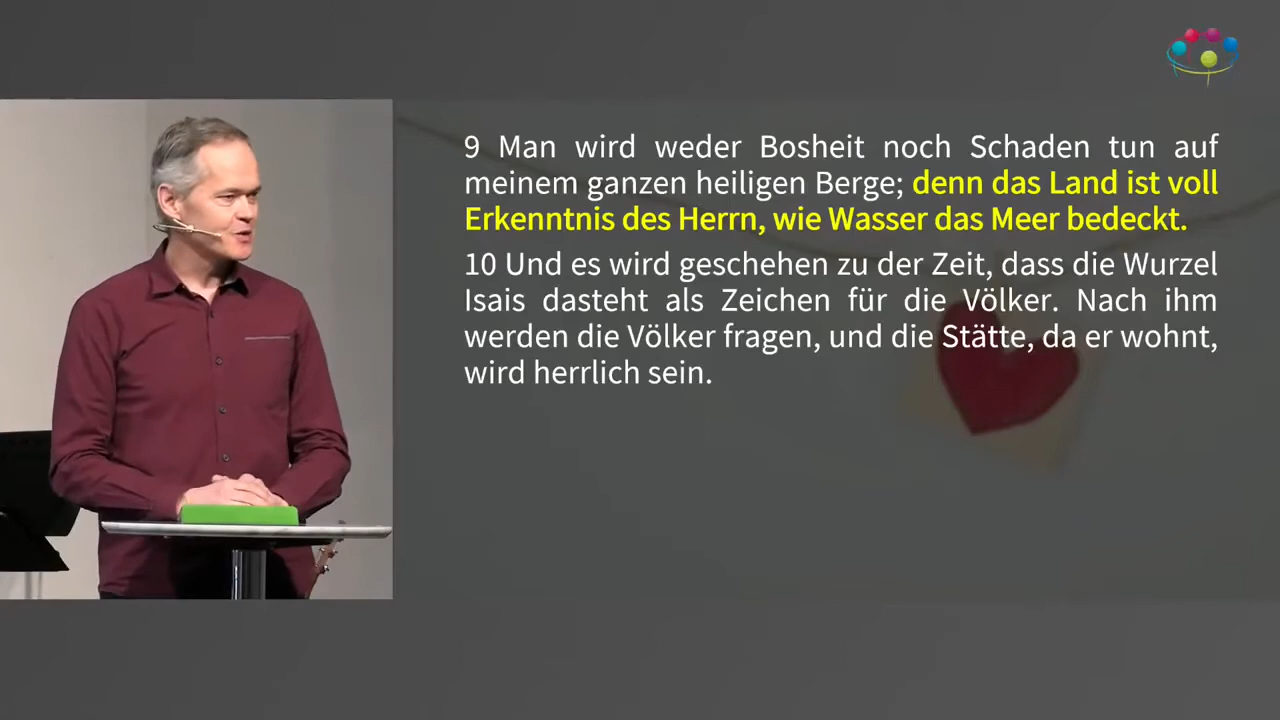 9 Man wird weder Bosheit noch Schaden tun auf
meinem ganzen heiligen Berge; denn das Land ist voll
Erkenntnis des Herrn, wie Wasser das Meer bedeckt.
10 Und es wird geschehen zu der Zeit, dass die Wurzel
Isais dasteht als Zeichen für die Völker. Nach ihm
werden die Völker fragen, und die Stätte, da er wohnt,
wird herrlich sein.